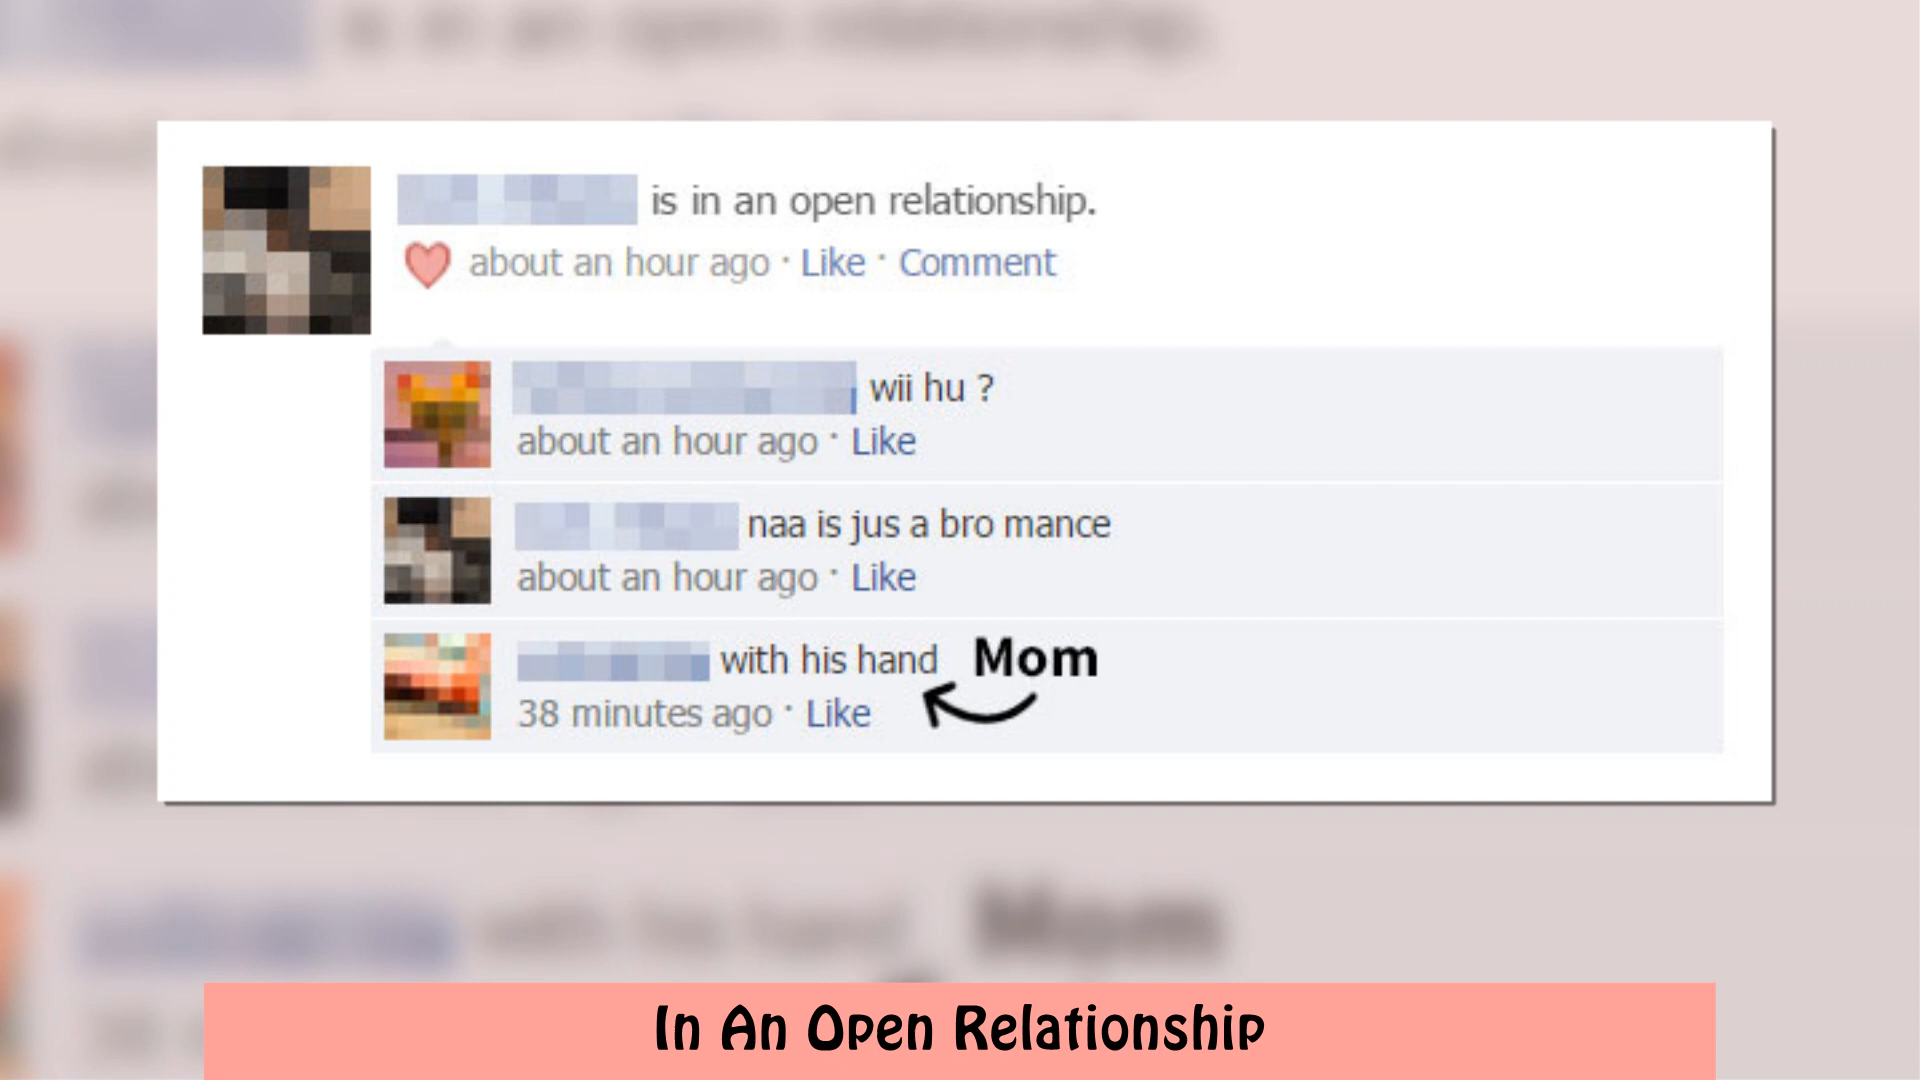 is in an open relationship.
about an hour ago · Like · Comment
wii hu ?
about an hour ago · Like
naa is jus a bro mance
about an hour ago · Like
with his hand Mom
38 minutes ago · Like
In An Open Relationship